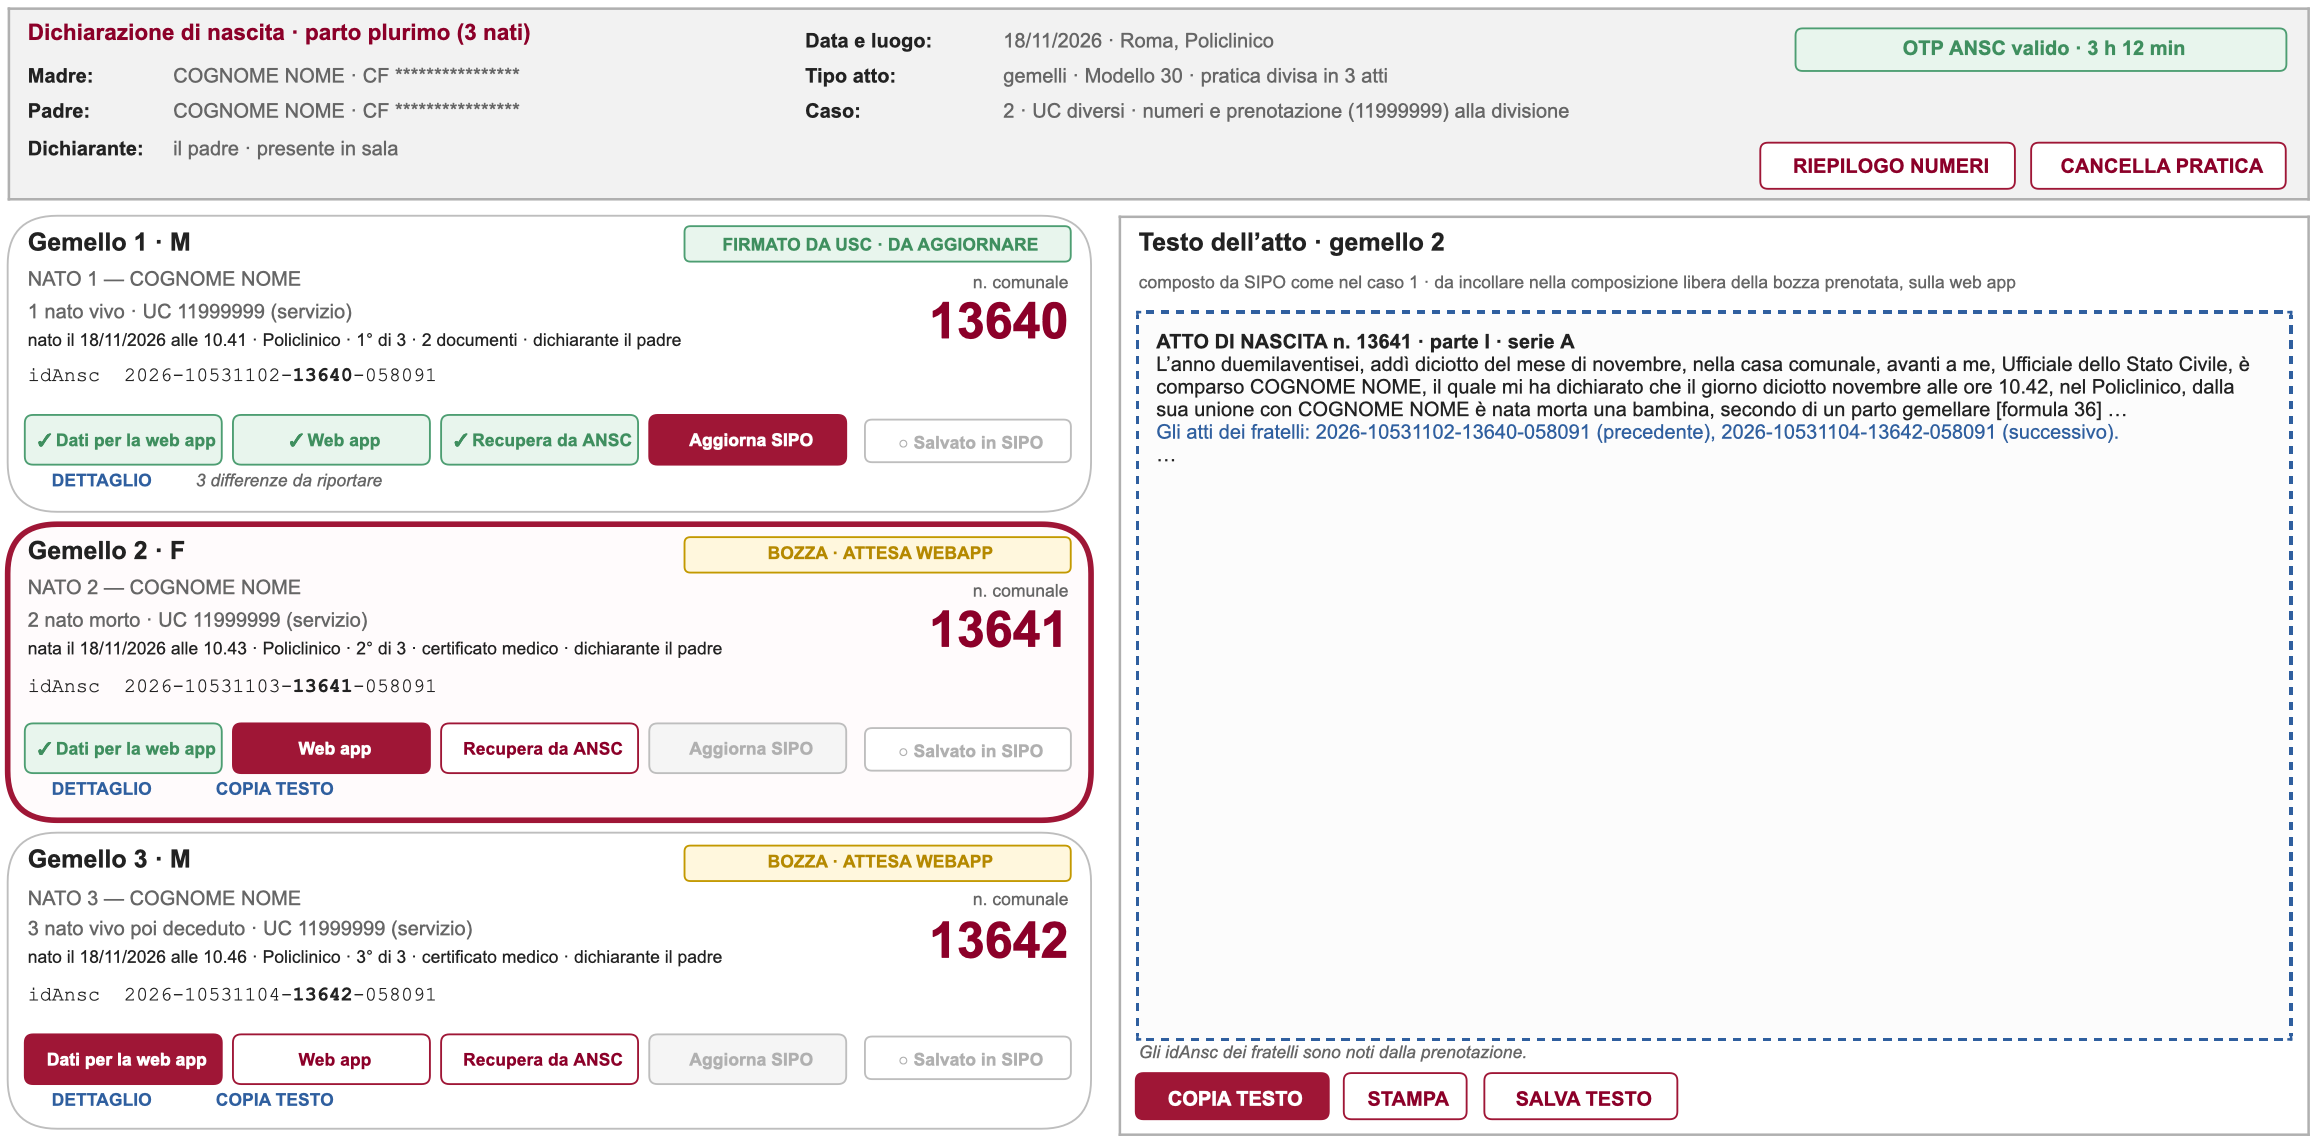 Dichiarazione di nascita · parto plurimo (3 nati)
Madre: COGNOME NOME · CF ****************
Padre: COGNOME NOME · CF ****************
Dichiarante: il padre · presente in sala
Data e luogo: 18/11/2026 · Roma, Policlinico
Tipo atto: gemelli · Modello 30 · pratica divisa in 3 atti
Caso: 2 · UC diversi · numeri e prenotazione (11999999) alla divisione
OTP ANSC valido · 3 h 12 min
RIEPILOGO NUMERI
CANCELLA PRATICA
Gemello 1 · M
FIRMATO DA USC · DA AGGIORNARE
NATO 1 — COGNOME NOME
n. comunale
1 nato vivo · UC 11999999 (servizio)
13640
nato il 18/11/2026 alle 10.41 · Policlinico · 1° di 3 · 2 documenti · dichiarante il padre
idAnsc 2026-10531102-13640-058091
✓ Dati per la web app
✓ Web app
✓ Recupera da ANSC
Aggiorna SIPO
○ Salvato in SIPO
DETTAGLIO
3 differenze da riportare
Gemello 2 · F
BOZZA · ATTESA WEBAPP
NATO 2 — COGNOME NOME
n. comunale
2 nato morto · UC 11999999 (servizio)
13641
nata il 18/11/2026 alle 10.43 · Policlinico · 2° di 3 · certificato medico · dichiarante il padre
idAnsc 2026-10531103-13641-058091
✓ Dati per la web app
Web app
Recupera da ANSC
Aggiorna SIPO
○ Salvato in SIPO
DETTAGLIO
COPIA TESTO
Gemello 3 · M
BOZZA · ATTESA WEBAPP
NATO 3 — COGNOME NOME
n. comunale
3 nato vivo poi deceduto · UC 11999999 (servizio)
13642
nato il 18/11/2026 alle 10.46 · Policlinico · 3° di 3 · certificato medico · dichiarante il padre
idAnsc 2026-10531104-13642-058091
Dati per la web app
Web app
Recupera da ANSC
Aggiorna SIPO
○ Salvato in SIPO
DETTAGLIO
COPIA TESTO
Testo dell’atto · gemello 2
composto da SIPO come nel caso 1 · da incollare nella composizione libera della bozza prenotata, sulla web app
ATTO DI NASCITA n. 13641 · parte I · serie A
L’anno duemilaventisei, addì diciotto del mese di novembre, nella casa comunale, avanti a me, Ufficiale dello Stato Civile, è
comparso COGNOME NOME, il quale mi ha dichiarato che il giorno diciotto novembre alle ore 10.42, nel Policlinico, dalla
sua unione con COGNOME NOME è nata morta una bambina, secondo di un parto gemellare [formula 36] …
Gli atti dei fratelli: 2026-10531102-13640-058091 (precedente), 2026-10531104-13642-058091 (successivo).
…
Gli idAnsc dei fratelli sono noti dalla prenotazione.
COPIA TESTO
STAMPA
SALVA TESTO